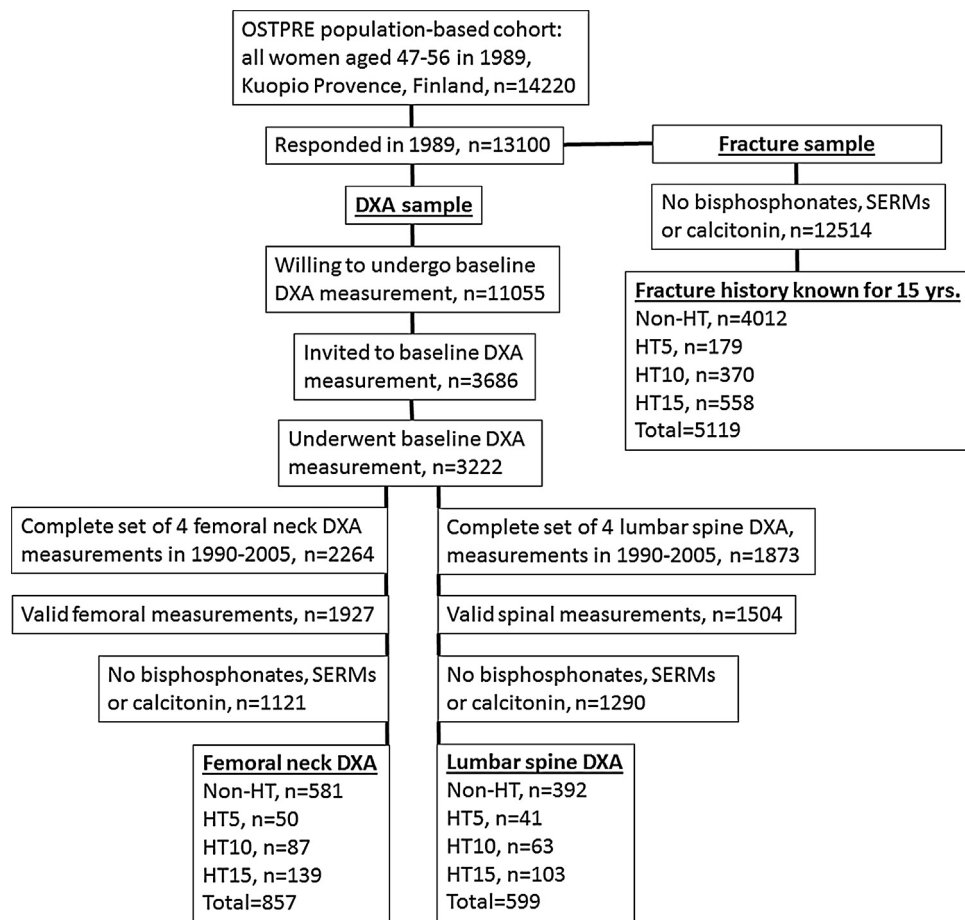 OSTPRE population-based cohort:
all women aged 47-56 in 1989,
Kuopio Provence, Finland, n=14220
Responded in 1989, n=13100
Fracture sample
DXA sample
No bisphosphonates, SERMs
or calcitonin, n=12514
Willing to undergo baseline
DXA measurement, n=11055
Fracture history known for 15 yrs.
Non-HT, n=4012
HT5, n=179
HT10, n=370
HT15, n=558
Total=5119
Invited to baseline DXA
measurement, n=3686
Underwent baseline DXA
measurement, n=3222
Complete set of 4 femoral neck DXA
measurements in 1990-2005, n=2264
Complete set of 4 lumbar spine DXA,
measurements in 1990-2005, n=1873
Valid femoral measurements, n=1927
Valid spinal measurements, n=1504
No bisphosphonates, SERMs
or calcitonin, n=1121
No bisphosphonates, SERMs
or calcitonin, n=1290
Femoral neck DXA
Non-HT, n=581
HT5, n=50
HT10, n=87
HT15, n=139
Total=857
Lumbar spine DXA
Non-HT, n=392
HT5, n=41
HT10, n=63
HT15, n=103
Total=599